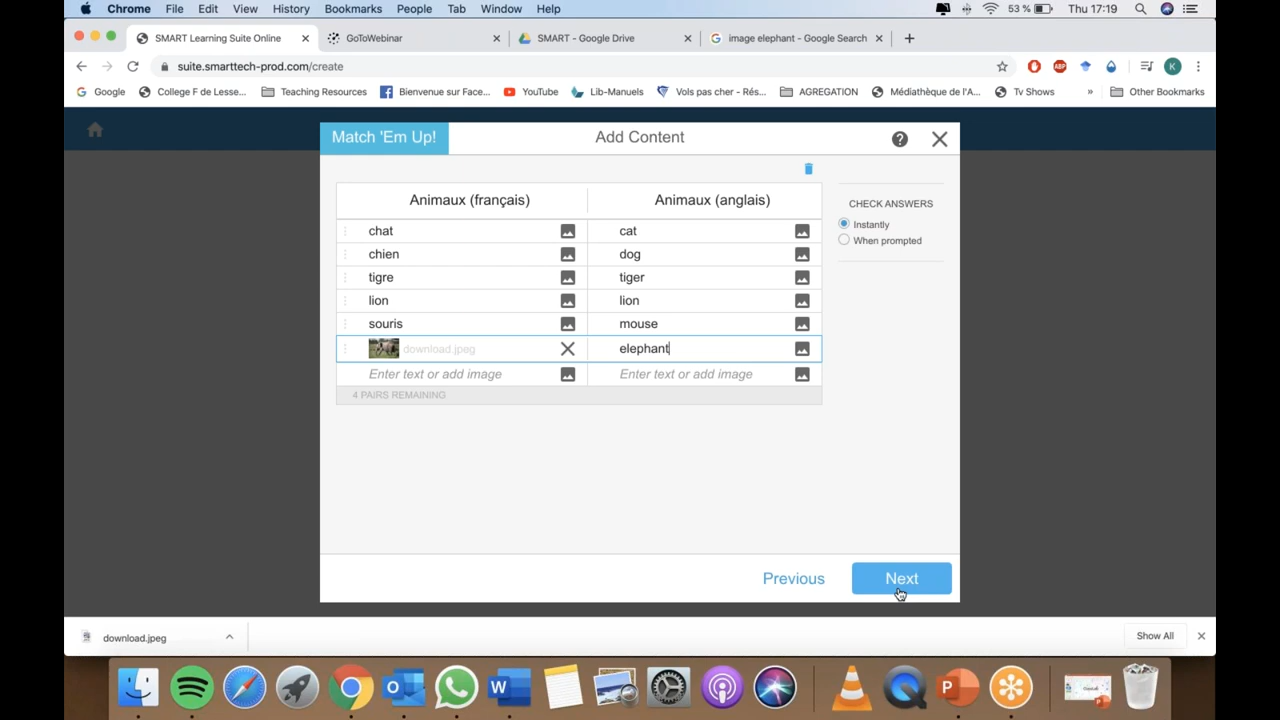 Chrome File Edit View History Bookmarks People Tab Window Help 53 % Thu 17:19
SMART Learning Suite Online GoToWebinar SMART - Google Drive image elephant - Google Search
suite.smarttech-prod.com/create K
Google College F de Lesse... Teaching Resources Bienvenue sur Face... YouTube Lib-Manuels Vols pas cher - Rés... AGREGATION Médiathèque de l'A... Tv Shows » Other Bookmarks
Match 'Em Up! Add Content
Animaux (français) Animaux (anglais) CHECK ANSWERS
chat cat Instantly
chien dog When prompted
tigre tiger
lion lion
souris mouse
download.jpeg elephant
Enter text or add image Enter text or add image
4 PAIRS REMAINING
Previous Next
download.jpeg Show All